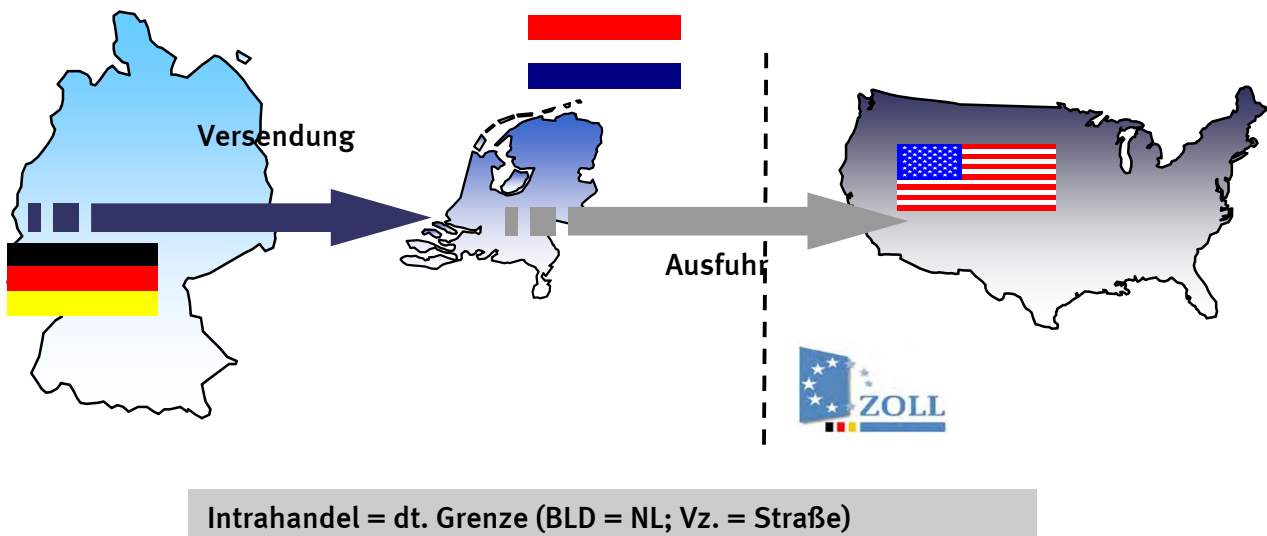 Versendung
Ausfuhr
ZOLL
Intrahandel = dt. Grenze (BLD = NL; Vz. = Straße)